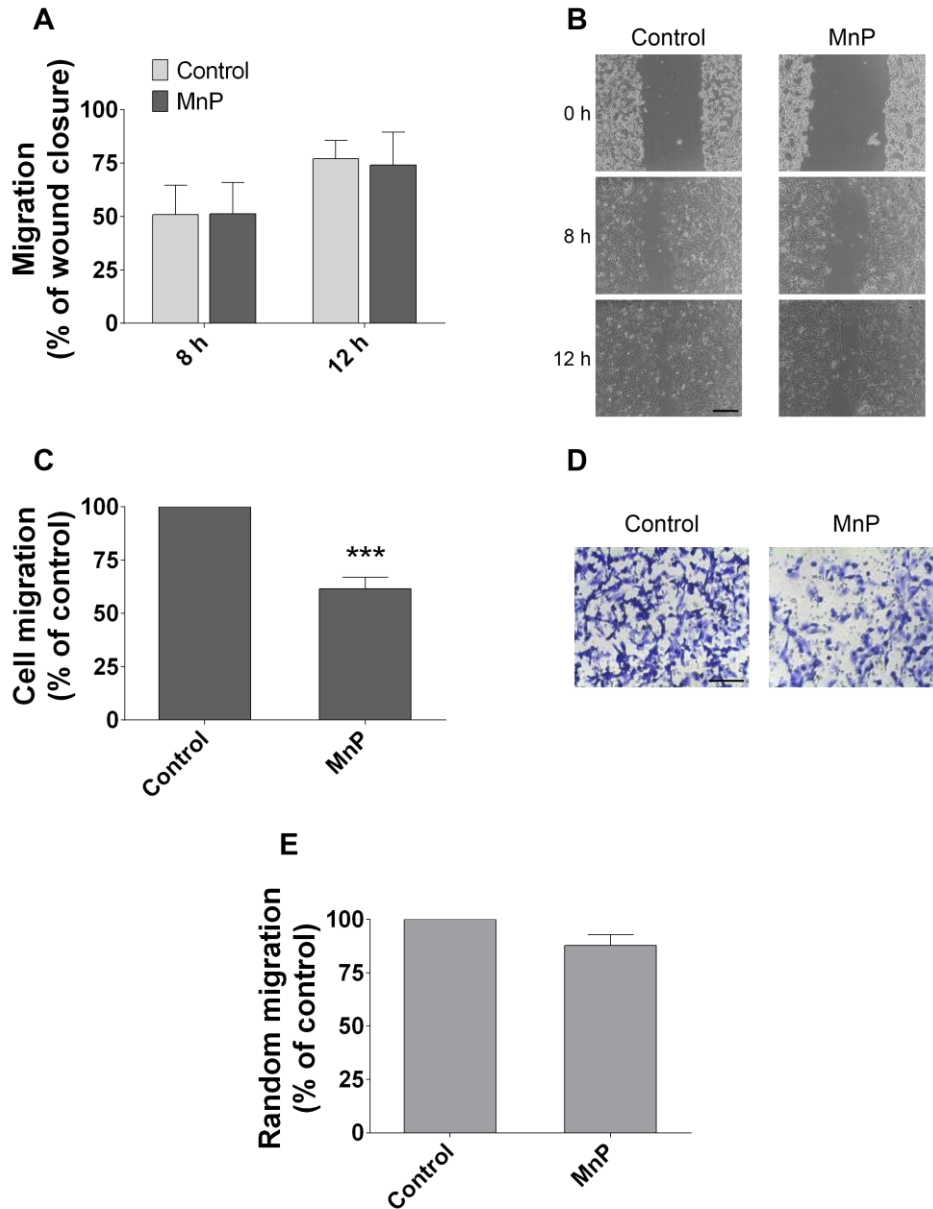 A
Control
MnP
Migration
(% of wound closure)
100
75
50
25
0
8 h
12 h
B
Control
MnP
0 h
8 h
12 h
C
Cell migration
(% of control)
100
75
50
25
0
***
Control
MnP
D
Control
MnP
E
Random migration
(% of control)
100
75
50
25
0
Control
MnP